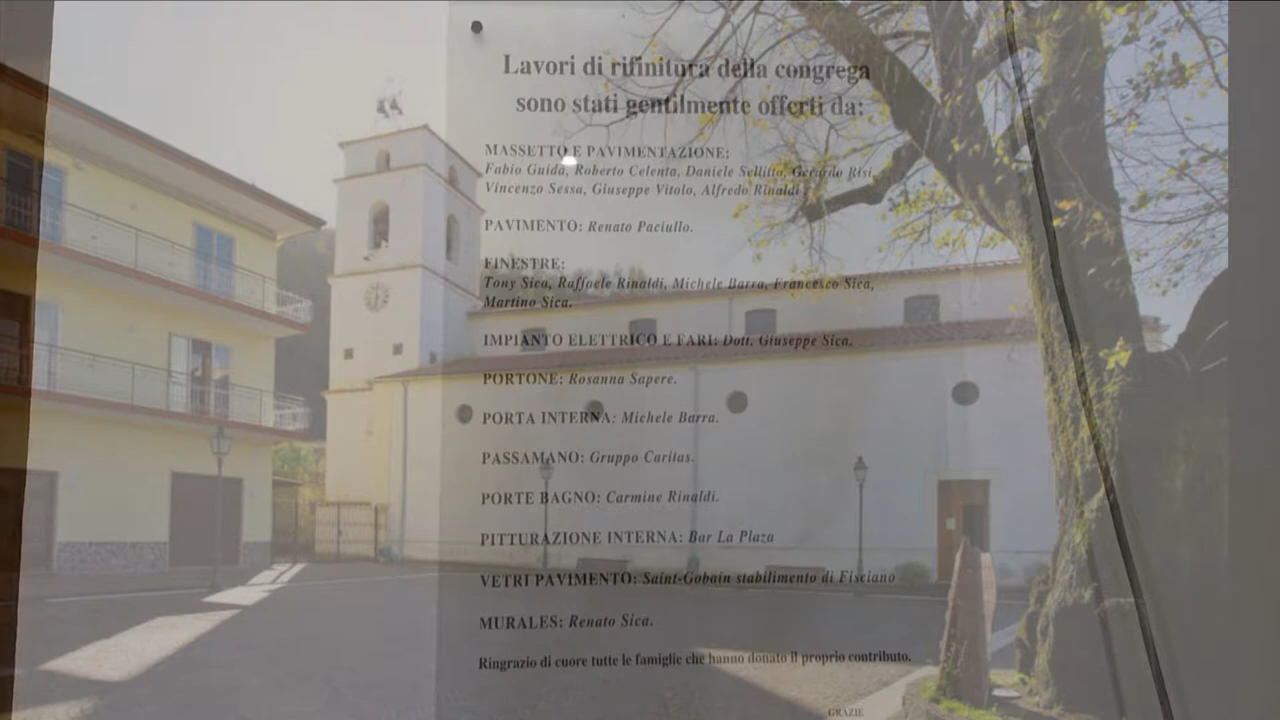 Lavori di rifinitura della congrega
sono stati gentilmente offerti da:
MASSETTO E PAVIMENTAZIONE:
Fabio Guida, Roberto Celenta, Daniele Sellitto, Gerardo Risi,
Vincenzo Sessa, Giuseppe Vitolo, Alfredo Rinaldi.
PAVIMENTO: Renato Paciullo.
FINESTRE:
Tony Sica, Raffaele Rinaldi, Michele Barra, Francesco Sica,
Martino Sica.
IMPIANTO ELETTRICO E FARI: Dott. Giuseppe Sica.
PORTONE: Rosanna Sapere.
PORTA INTERNA: Michele Barra.
PASSAMANO: Gruppo Caritas.
PORTE BAGNO: Carmine Rinaldi.
PITTURAZIONE INTERNA: Bar La Plaza
VETRI PAVIMENTO: Saint-Gobain stabilimento di Fisciano
MURALES: Renato Sica.
Ringrazio di cuore tutte le famiglie che hanno donato il proprio contributo.
GRAZIE